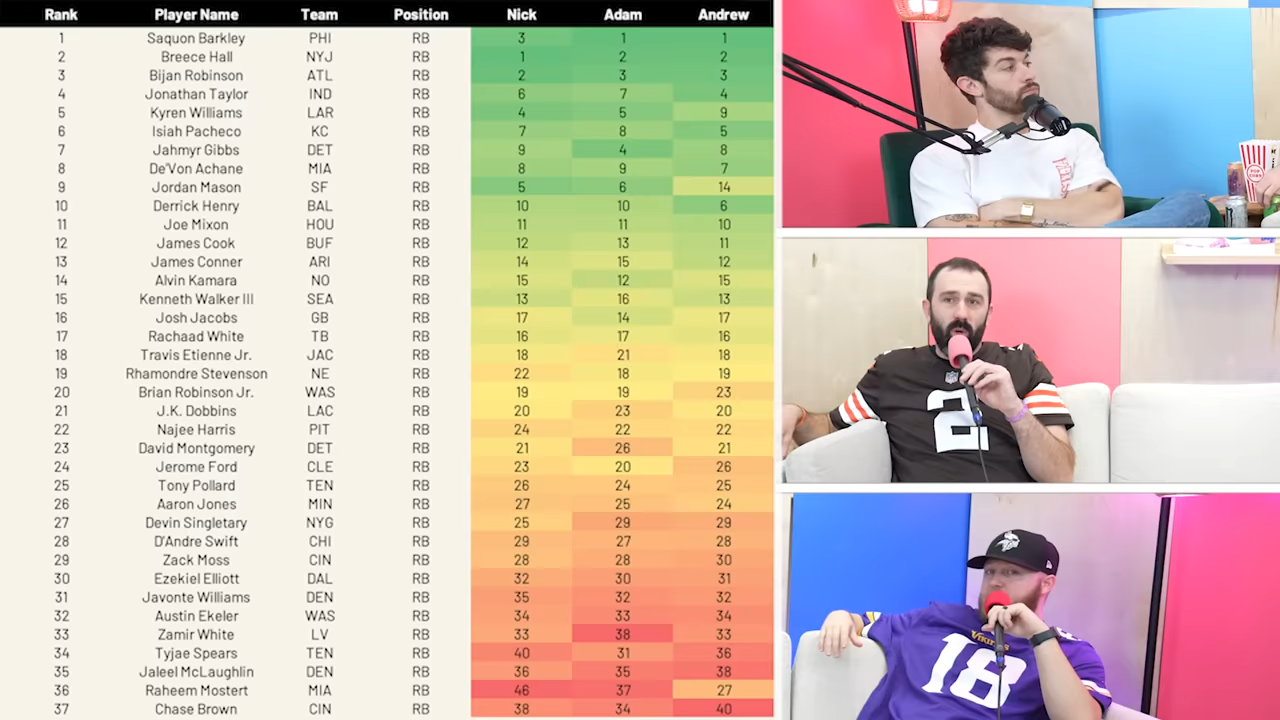 Rank Player Name Team Position Nick Adam Andrew
1 Saquon Barkley PHI RB 3 1 1
2 Breece Hall NYJ RB 1 2 2
3 Bijan Robinson ATL RB 2 3 3
4 Jonathan Taylor IND RB 6 7 4
5 Kyren Williams LAR RB 4 5 9
6 Isiah Pacheco KC RB 7 8 5
7 Jahmyr Gibbs DET RB 9 4 8
8 De'Von Achane MIA RB 8 9 7
9 Jordan Mason SF RB 5 6 14
10 Derrick Henry BAL RB 10 10 6
11 Joe Mixon HOU RB 11 11 10
12 James Cook BUF RB 12 13 11
13 James Conner ARI RB 14 15 12
14 Alvin Kamara NO RB 15 12 15
15 Kenneth Walker III SEA RB 13 16 13
16 Josh Jacobs GB RB 17 14 17
17 Rachaad White TB RB 16 17 16
18 Travis Etienne Jr. JAC RB 18 21 18
19 Rhamondre Stevenson NE RB 22 18 19
20 Brian Robinson Jr. WAS RB 19 19 23
21 J.K. Dobbins LAC RB 20 23 20
22 Najee Harris PIT RB 24 22 22
23 David Montgomery DET RB 21 26 21
24 Jerome Ford CLE RB 23 20 26
25 Tony Pollard TEN RB 26 24 25
26 Aaron Jones MIN RB 27 25 24
27 Devin Singletary NYG RB 25 29 29
28 D'Andre Swift CHI RB 29 27 28
29 Zack Moss CIN RB 28 28 30
30 Ezekiel Elliott DAL RB 32 30 31
31 Javonte Williams DEN RB 35 32 32
32 Austin Ekeler WAS RB 34 33 34
33 Zamir White LV RB 33 38 33
34 Tyjae Spears TEN RB 40 31 36
35 Jaleel McLaughlin DEN RB 36 35 38
36 Raheem Mostert MIA RB 46 37 27
37 Chase Brown CIN RB 38 34 40
POP CORN
2
VIKINGS
18